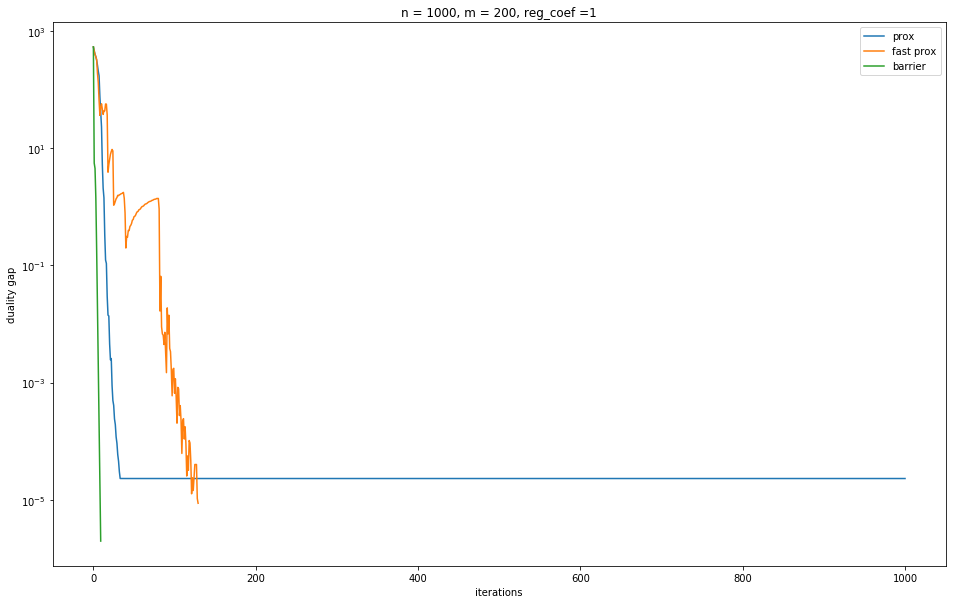 n = 1000, m = 200, reg_coef =1
prox
fast prox
barrier
duality gap
10^3
10^1
10^-1
10^-3
10^-5
0 200 400 600 800 1000
iterations